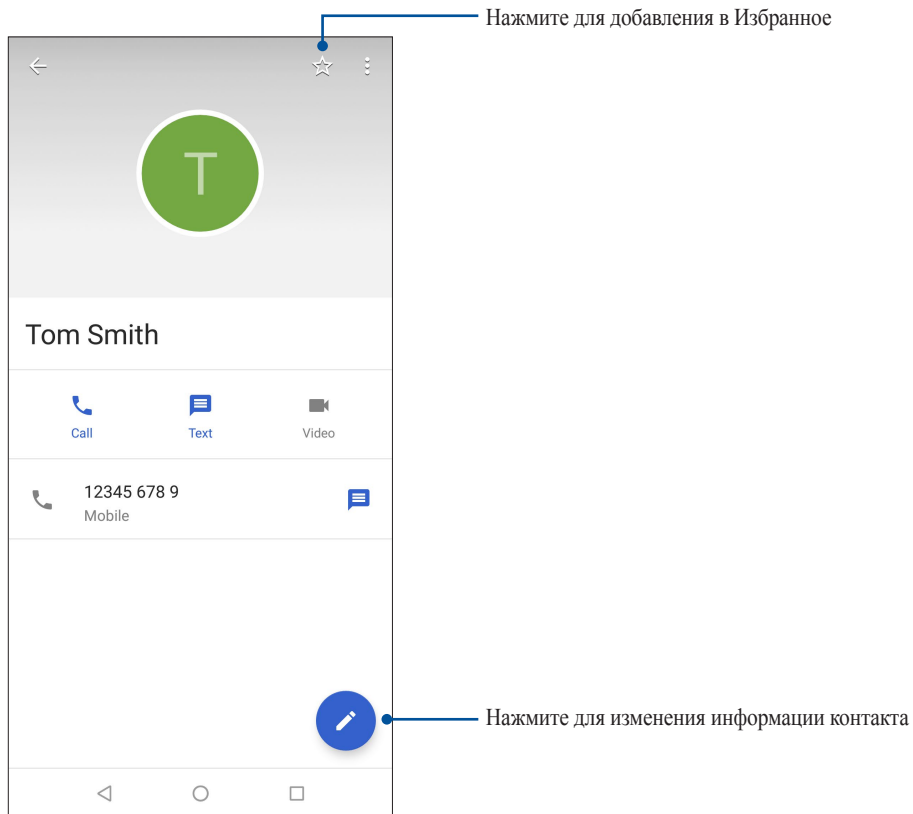 Нажмите для добавления в Избранное
T
Tom Smith
Call Text Video
12345 678 9
Mobile
Нажмите для изменения информации контакта